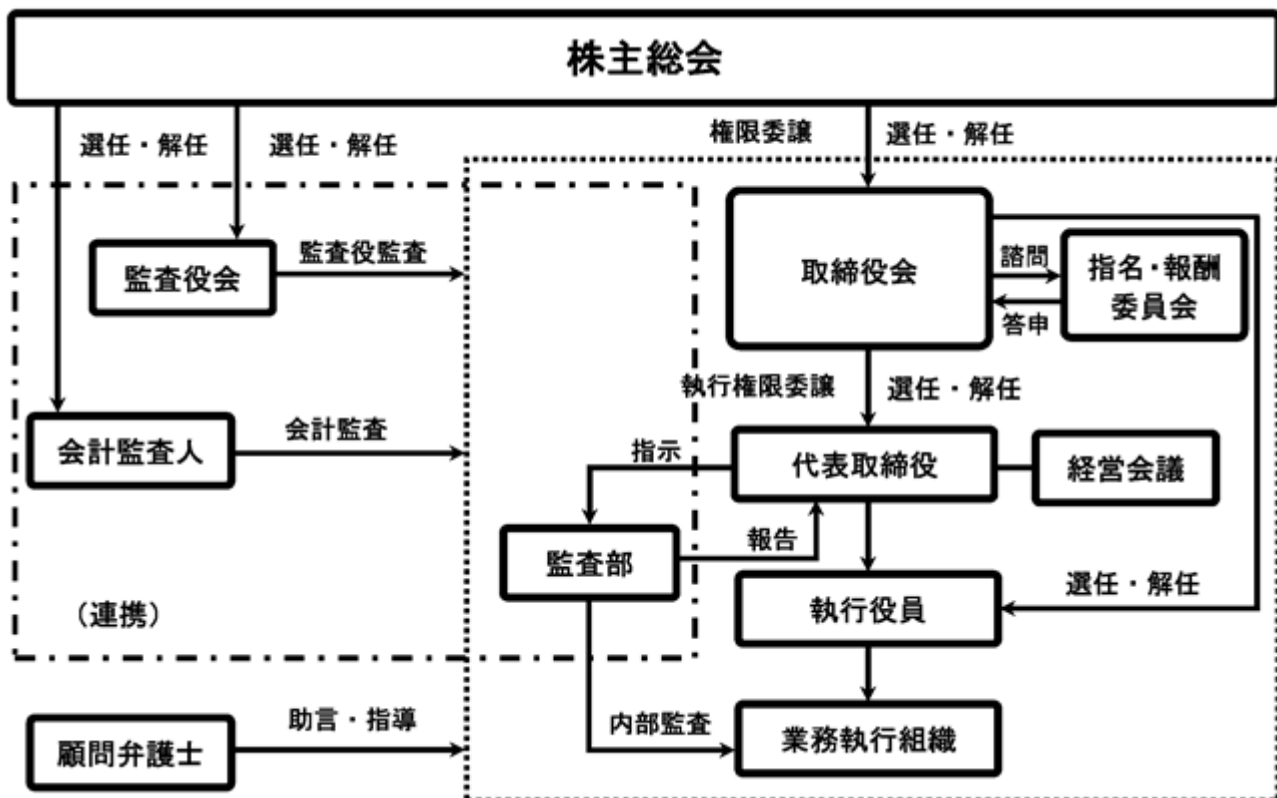 株主総会
選任・解任
選任・解任
権限委譲
選任・解任
監査役会
監査役監査
取締役会
諮問
答申
指名・報酬
委員会
執行権限委譲
選任・解任
会計監査人
会計監査
指示
代表取締役
経営会議
監査部
報告
執行役員
選任・解任
（連携）
顧問弁護士
助言・指導
内部監査
業務執行組織